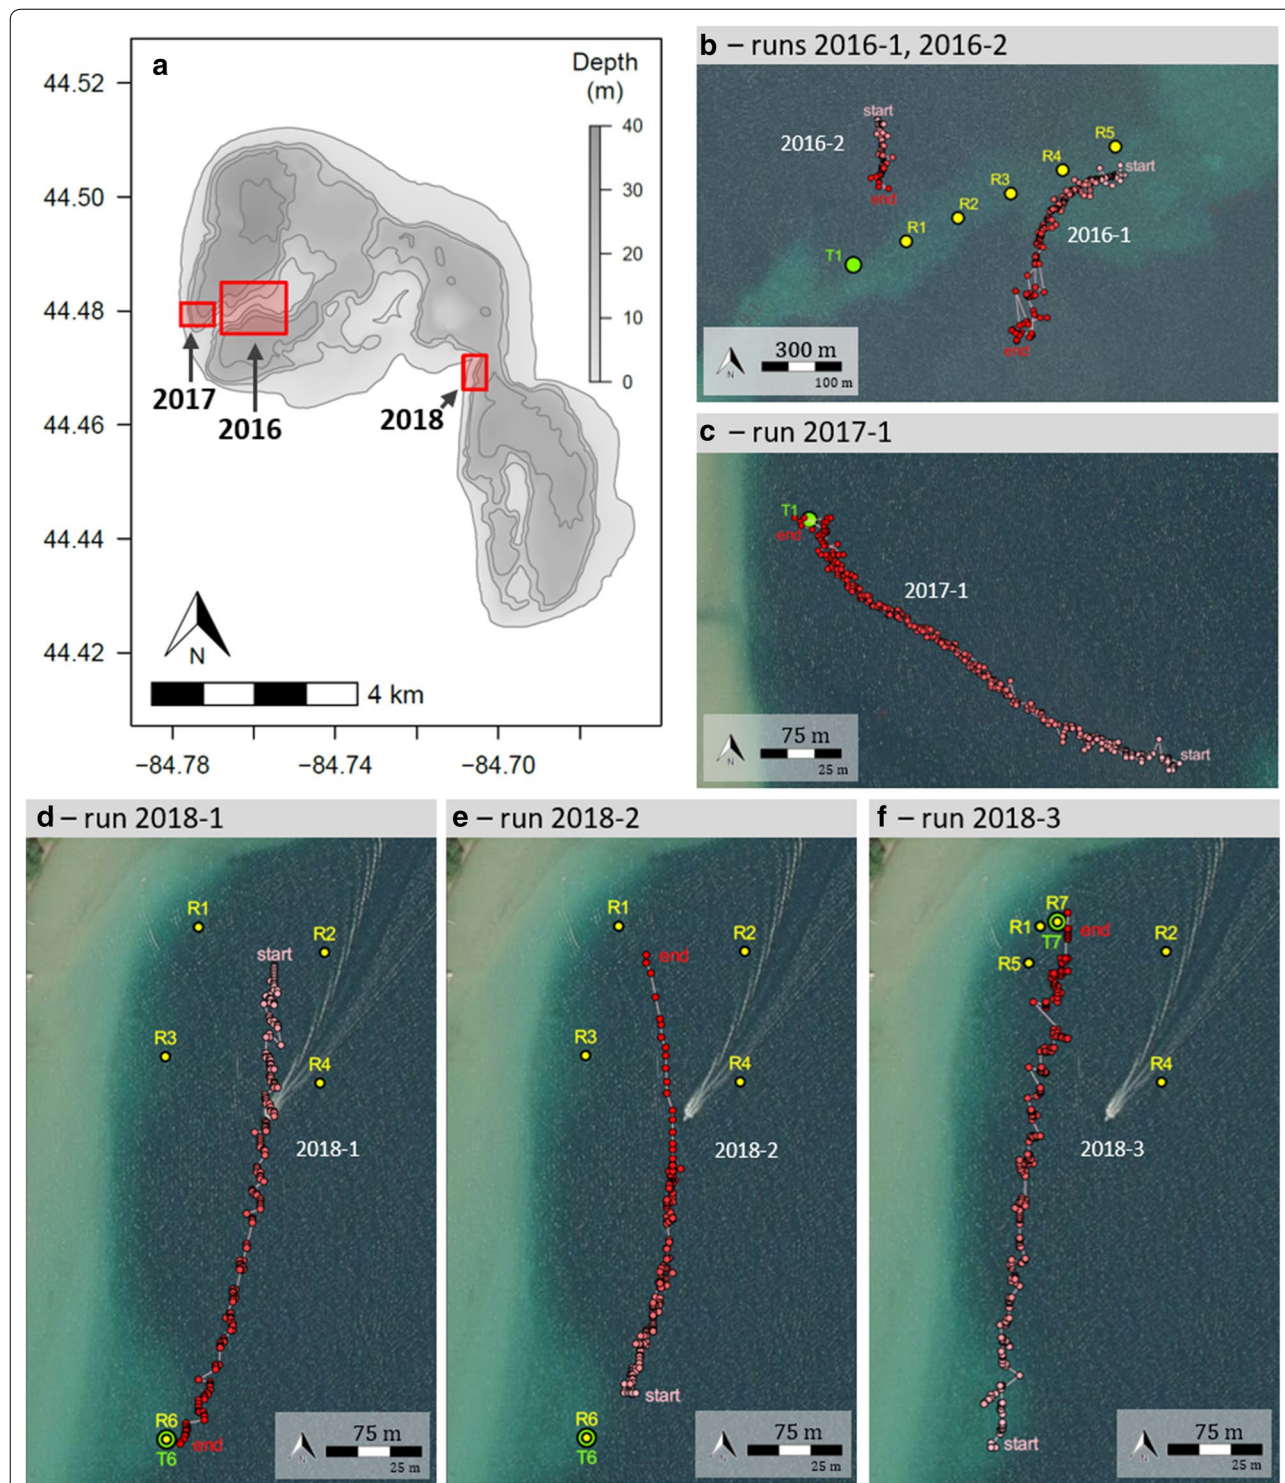 a
Depth
(m)
40
30
20
10
0
44.52
44.50
44.48
44.46
44.44
44.42
2017
2016
2018
N
4 km
−84.78
−84.74
−84.70
b – runs 2016-1, 2016-2
start
2016-2
end
R5
R4
start
R3
R2
R1
2016-1
T1
end
N
300 m
100 m
c – run 2017-1
T1
end
2017-1
start
N
75 m
25 m
d – run 2018-1
R1
R2
start
R3
R4
2018-1
R6
T6
end
N
75 m
25 m
e – run 2018-2
R1
R2
end
R3
R4
2018-2
start
R6
T6
N
75 m
25 m
f – run 2018-3
R7
R1
end
R2
T7
R5
R4
2018-3
start
N
75 m
25 m